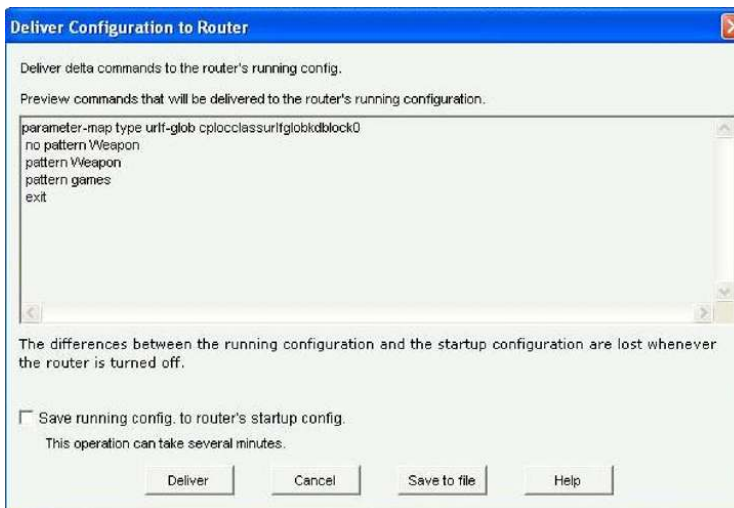 Deliver Configuration to Router
Deliver delta commands to the router's running config.
Preview commands that will be delivered to the router's running configuration.
parameter-map type urlf-glob cplocclassurlfglobkdblock0
no pattern Weapon
pattern Weapon
pattern games
exit
The differences between the running configuration and the startup configuration are lost whenever
the router is turned off.
Save running config. to router's startup config.
This operation can take several minutes.
Deliver Cancel Save to file Help